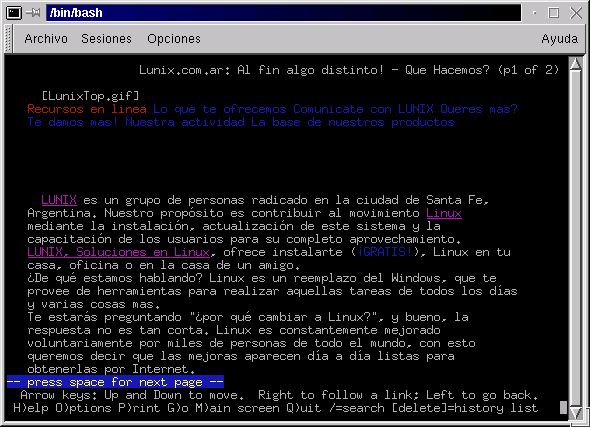 /bin/bash
Archivo Sesiones Opciones Ayuda
Lunix.com.ar: Al fin algo distinto! - Que Hacemos? (p1 of 2)
[LunixTop.gif]
Recursos en linea Lo que te ofrecemos Comunicate con LUNIX Queres mas?
Te damos mas! Nuestra actividad La base de nuestros productos
LUNIX es un grupo de personas radicado en la ciudad de Santa Fe,
Argentina. Nuestro propósito es contribuir al movimiento Linux
mediante la instalación, actualización de este sistema y la
capacitación de los usuarios para su completo aprovechamiento.
LUNIX, Soluciones en Linux, ofrece instalarte (¡GRATIS!), Linux en tu
casa, oficina o en la casa de un amigo.
¿De qué estamos hablando? Linux es un reemplazo del Windows, que te
provee de herramientas para realizar aquellas tareas de todos los días
y varias cosas mas.
Te estarás preguntando "¿por qué cambiar a Linux?", y bueno, la
respuesta no es tan corta. Linux es constantemente mejorado
voluntariamente por miles de personas de todo el mundo, con esto
queremos decir que las mejoras aparecen día a día listas para
obtenerlas por Internet.
-- press space for next page --
Arrow keys: Up and Down to move. Right to follow a link; Left to go back.
H)elp O)ptions P)rint G)o M)ain screen Q)uit /=search [delete]=history list